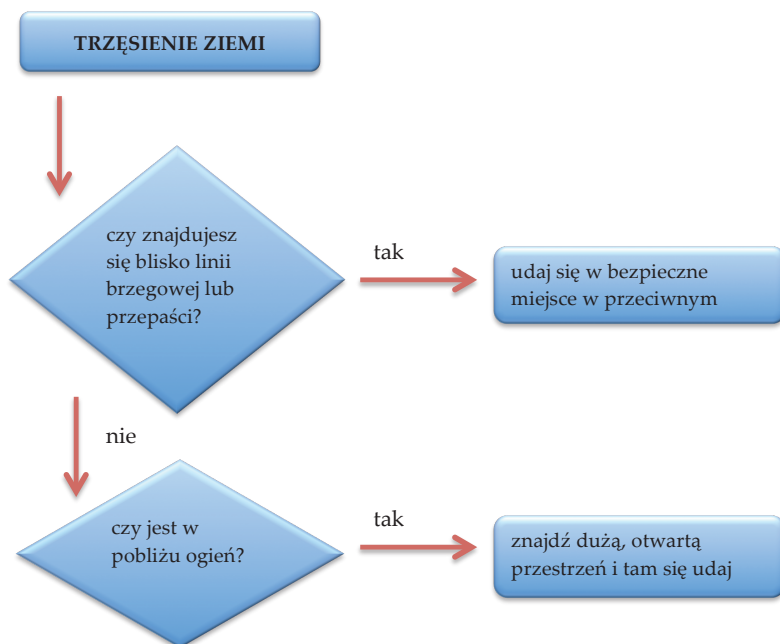 TRZĘSIENIE ZIEMI
czy znajdujesz
się blisko linii
brzegowej lub
przepaści?
tak
udaj się w bezpieczne
miejsce w przeciwnym
nie
czy jest w
pobliżu ogień?
tak
znajdź dużą, otwartą
przestrzeń i tam się udaj